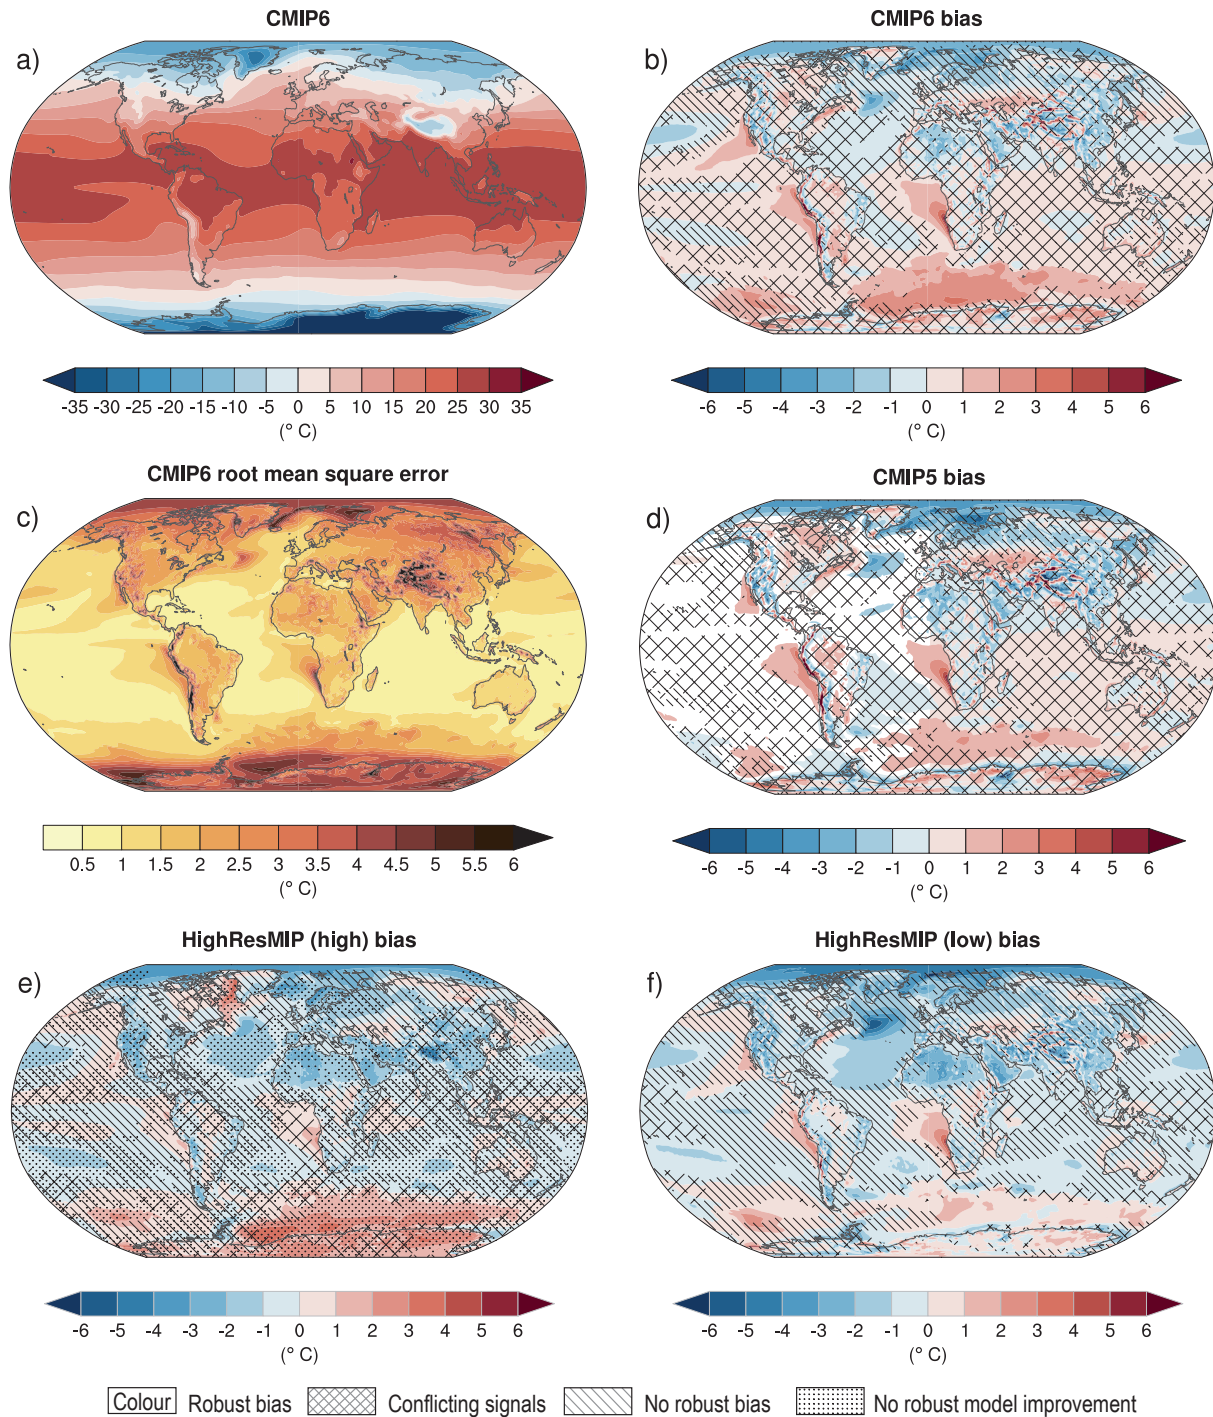 CMIP6
CMIP6 bias
a)
b)
-35 -30 -25 -20 -15 -10 -5 0 5 10 15 20 25 30 35
(° C)
-6 -5 -4 -3 -2 -1 0 1 2 3 4 5 6
(° C)
CMIP6 root mean square error
CMIP5 bias
c)
d)
0.5 1 1.5 2 2.5 3 3.5 4 4.5 5 5.5 6
(° C)
-6 -5 -4 -3 -2 -1 0 1 2 3 4 5 6
(° C)
HighResMIP (high) bias
HighResMIP (low) bias
e)
f)
-6 -5 -4 -3 -2 -1 0 1 2 3 4 5 6
(° C)
-6 -5 -4 -3 -2 -1 0 1 2 3 4 5 6
(° C)
Colour Robust bias Conflicting signals No robust bias No robust model improvement